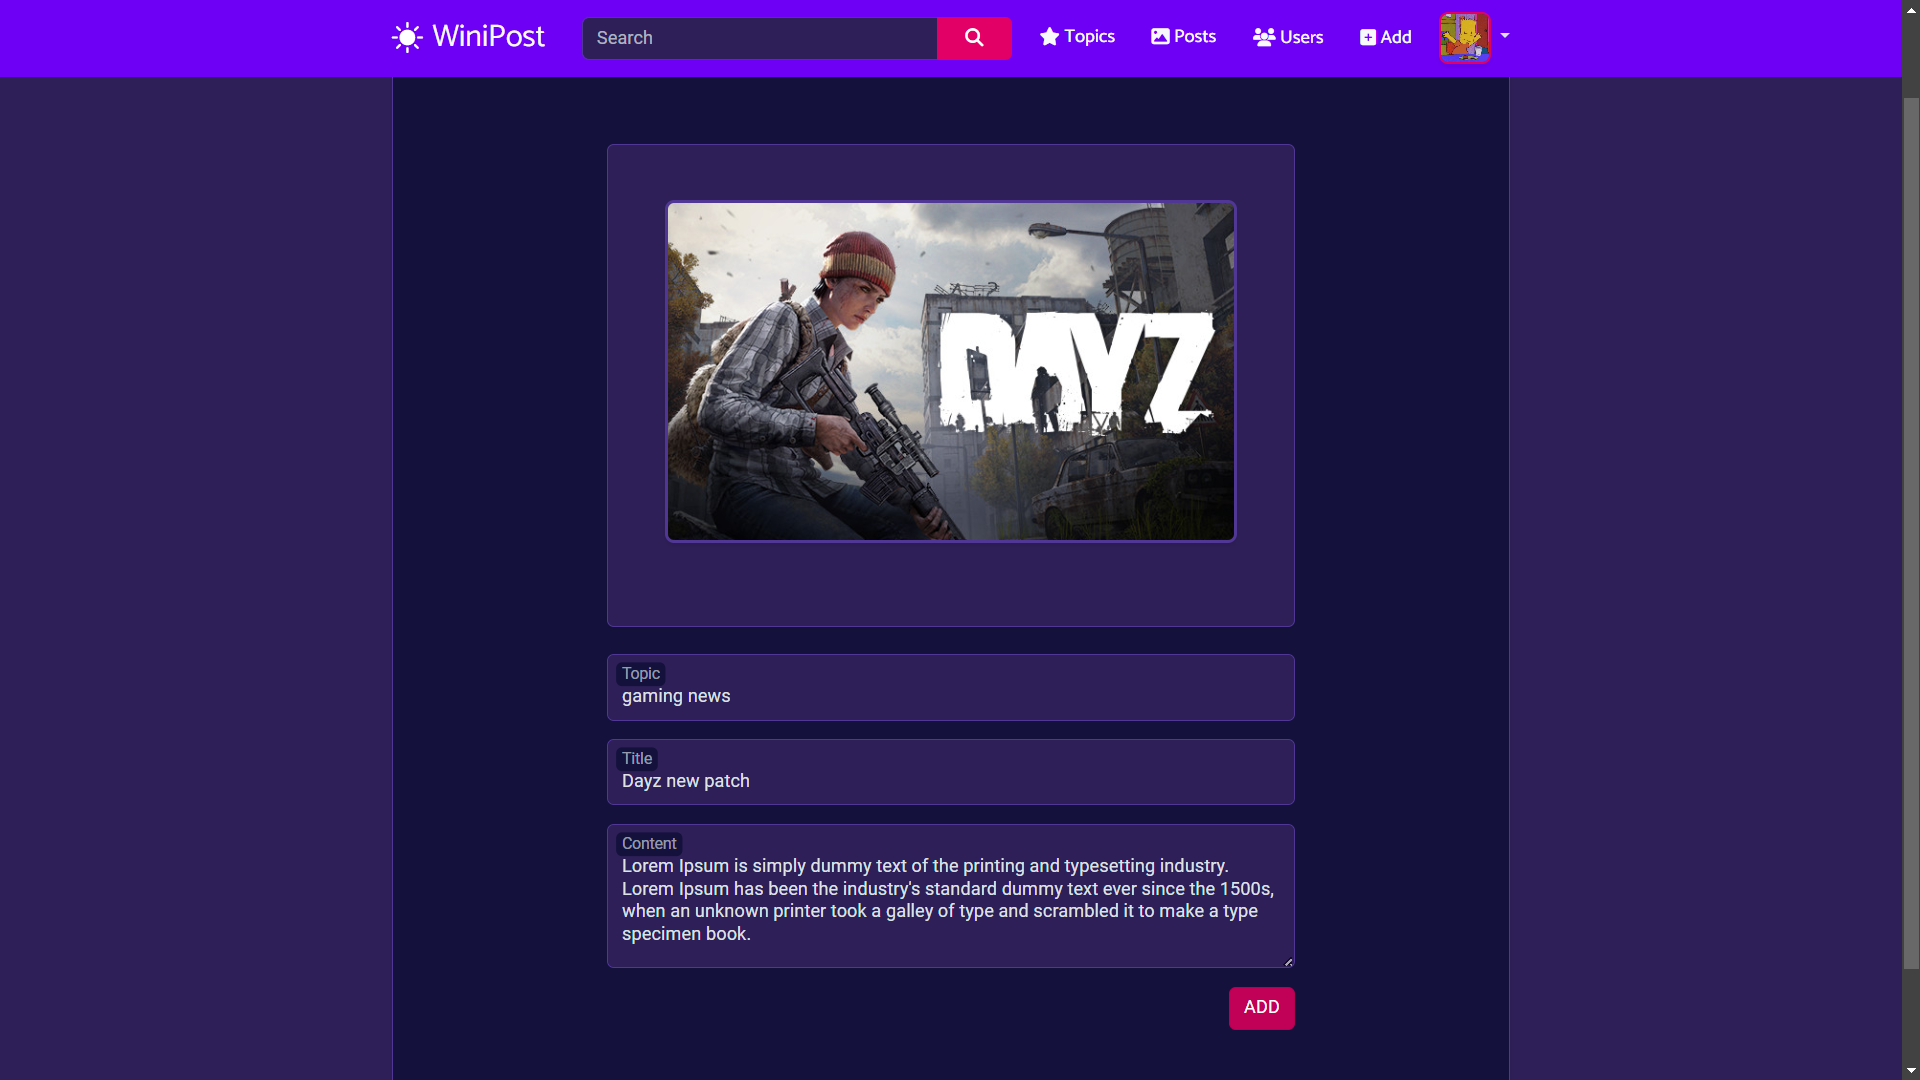 WiniPost
Search
Topics
Posts
Users
Add
DAYZ
Topic
gaming news
Title
Dayz new patch
Content
Lorem Ipsum is simply dummy text of the printing and typesetting industry.
Lorem Ipsum has been the industry's standard dummy text ever since the 1500s,
when an unknown printer took a galley of type and scrambled it to make a type
specimen book.
ADD